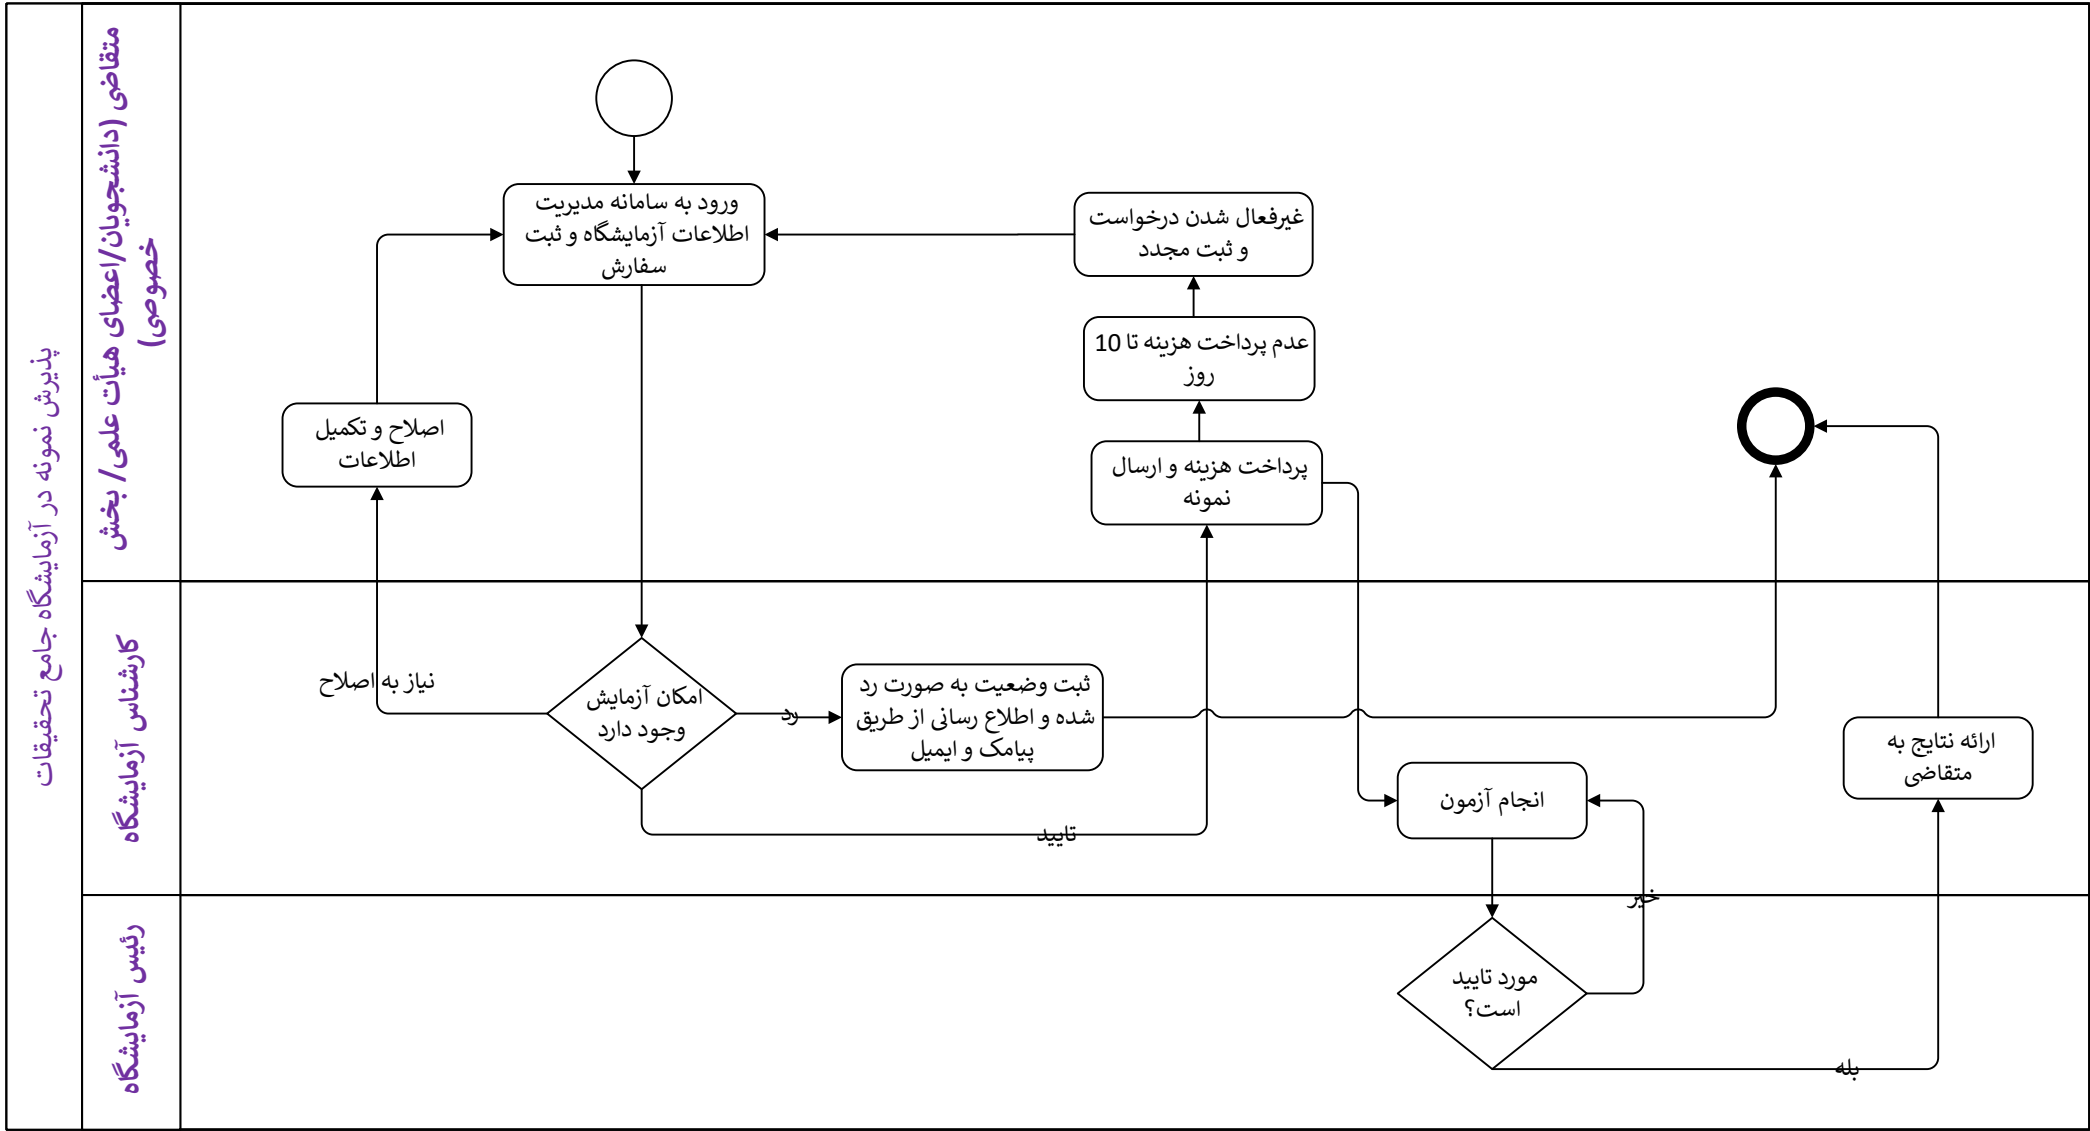 پذیرش نمونه در آزمایشگاه جامع تحقیقات
متقاضی (دانشجویان/اعضای هیأت علمی/ بخش
خصوصی)
ورود به سامانه مدیریت
اطلاعات آزمایشگاه و ثبت
سفارش
غیرفعال شدن درخواست
و ثبت مجدد
عدم پرداخت هزینه تا 10
روز
اصلاح و تکمیل
اطلاعات
پرداخت هزینه و ارسال
نمونه
کارشناس آزمایشگاه
نیاز به اصلاح
امکان آزمایش
وجود دارد
رد
ثبت وضعیت به صورت رد
شده و اطلاع رسانی از طریق
پیامک و ایمیل
تایید
انجام آزمون
ارائه نتایج به
متقاضی
رئیس آزمایشگاه
خیر
مورد تایید
است؟
بله